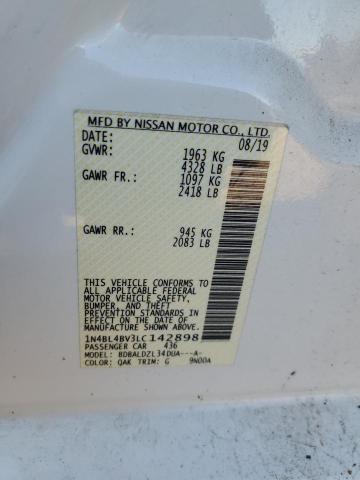 MFD BY NISSAN MOTOR CO., LTD.
DATE: 08/19
GVWR: 1963 KG
4328 LB
GAWR FR: 1097 KG
2418 LB
GAWR RR: 945 KG
2083 LB
THIS VEHICLE CONFORMS TO
ALL APPLICABLE FEDERAL
MOTOR VEHICLE SAFETY,
BUMPER, AND THEFT
PREVENTION STANDARDS
IN EFFECT ON THE DATE OF
MANUFACTURE SHOWN ABOVE.
1N4BL4BV3LC142898
PASSENGER CAR 436
MODEL: BDBALDZL34DUA---A-
COLOR: QAK TRIM: G 9N00A